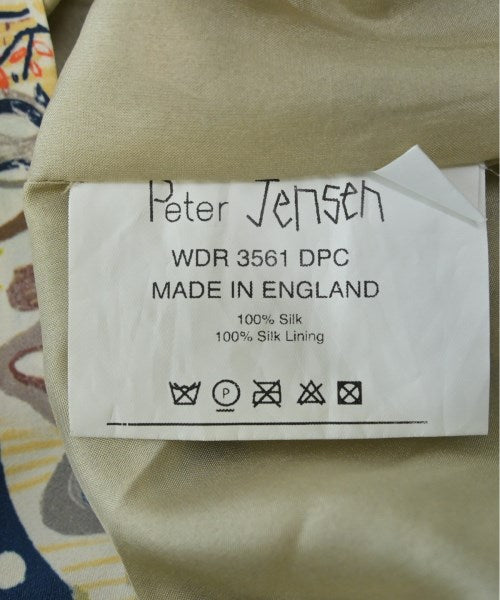 Peter Jensen
WDR 3561 DPC
MADE IN ENGLAND
100% Silk
100% Silk Lining
P